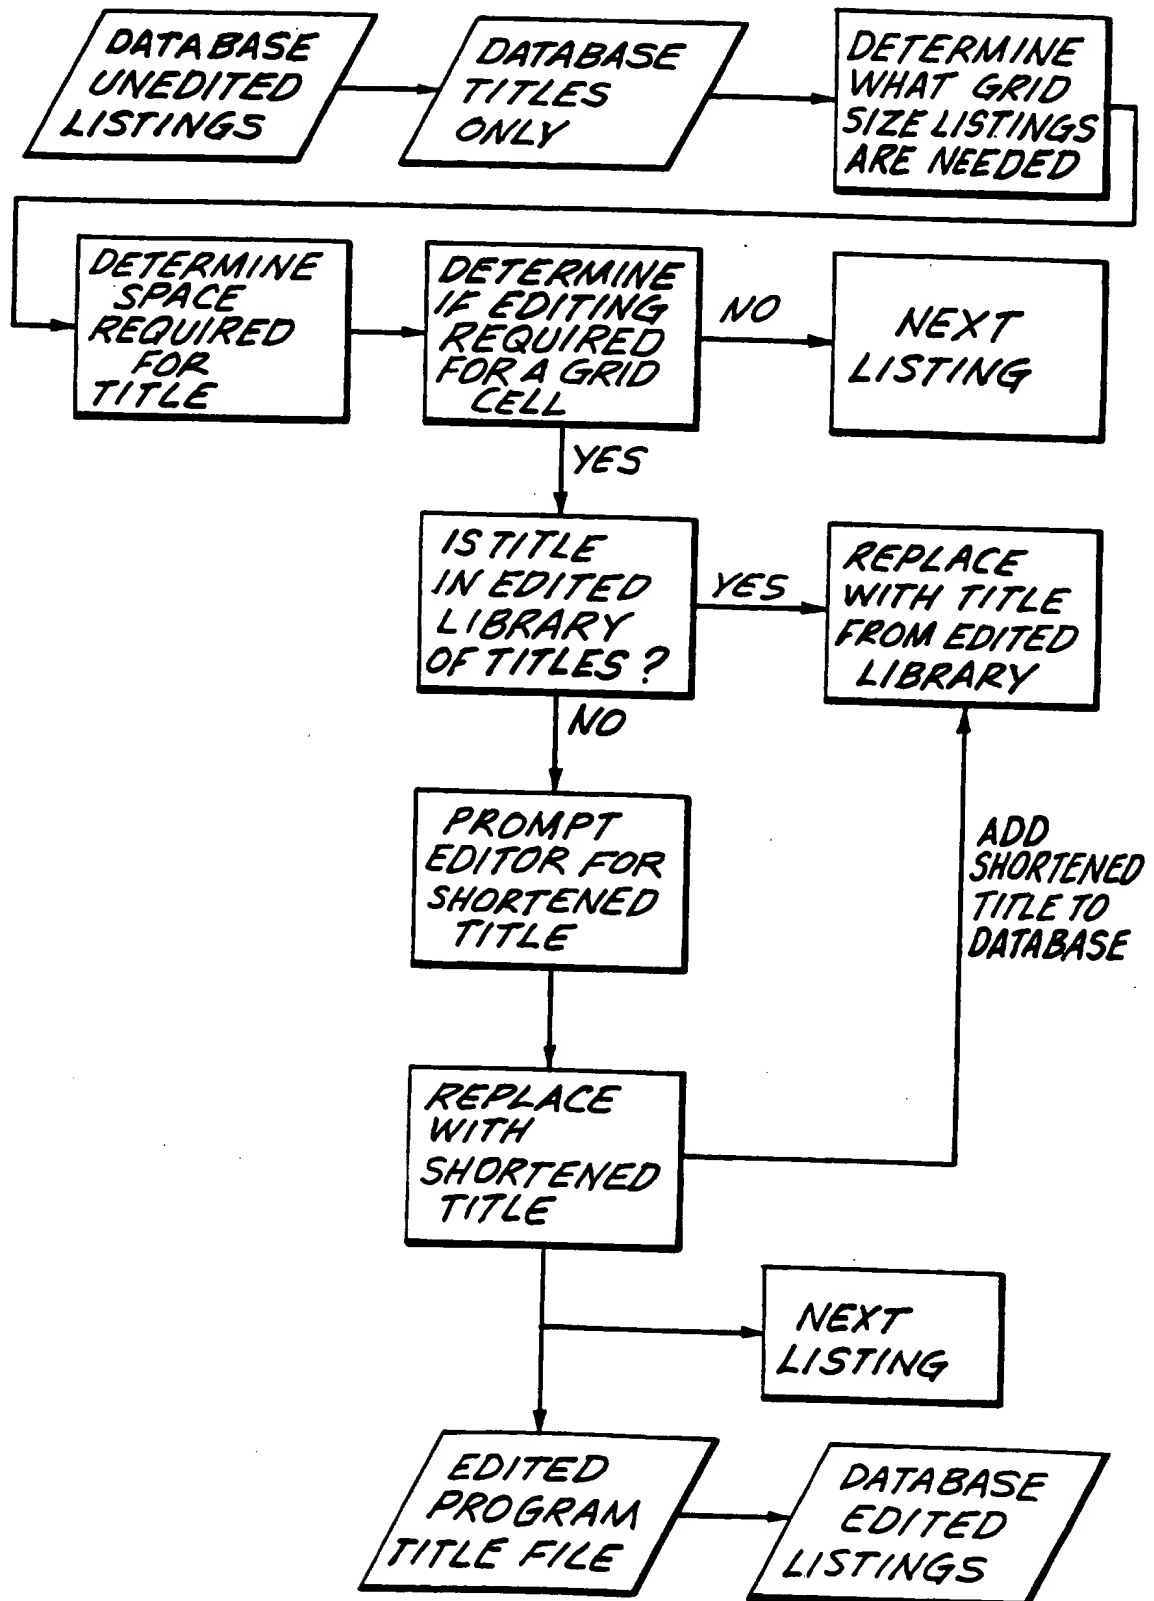 DATABASE
UNEDITED
LISTINGS
DATABASE
TITLES
ONLY
DETERMINE
WHAT GRID
SIZE LISTINGS
ARE NEEDED
DETERMINE
SPACE
REQUIRED
FOR
TITLE
DETERMINE
IF EDITING
REQUIRED
FOR A GRID
CELL
NO
NEXT
LISTING
YES
IS TITLE
IN EDITED
LIBRARY
OF TITLES?
YES
REPLACE
WITH TITLE
FROM EDITED
LIBRARY
NO
PROMPT
EDITOR FOR
SHORTENED
TITLE
ADD
SHORTENED
TITLE TO
DATABASE
REPLACE
WITH
SHORTENED
TITLE
NEXT
LISTING
EDITED
PROGRAM
TITLE FILE
DATABASE
EDITED
LISTINGS